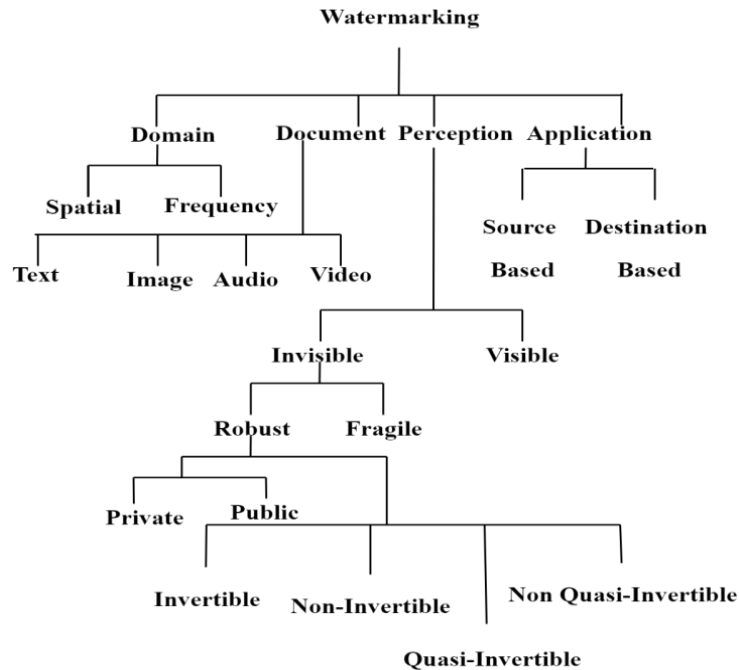 Watermarking
Domain Document Perception Application
Spatial Frequency
Source Destination
Based Based
Text Image Audio Video
Invisible Visible
Robust Fragile
Private Public
Invertible Non-Invertible Non Quasi-Invertible
Quasi-Invertible